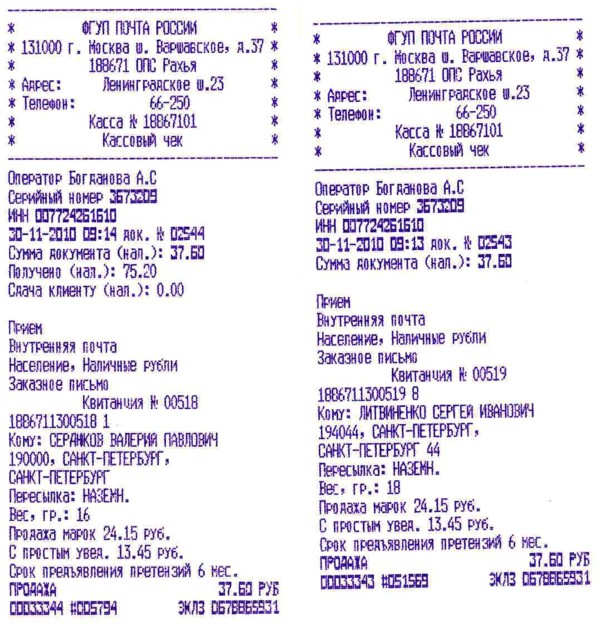 * ФГУП ПОЧТА РОССИИ *
* 131000 г. Москва ш. Варшавское, д.37 *
* 188671 ОПС Рахья *
* Адрес: Ленинградское ш.23 *
* Телефон: 66-250 *
* Касса № 18867101 *
* Кассовый чек *
Оператор Богданова А.С
Серийный номер 3673209
ИНН 007724261610
30-11-2010 09:14 док. № 02544
Сумма документа (нал.): 37.60
Получено (нал.): 75.20
Сдача клиенту (нал.): 0.00
Прием
Внутренняя почта
Население, Наличные рубли
Заказное письмо
Квитанция № 00518
1886711300518 1
Кому: СЕРАНКОВ ВАЛЕРИЙ ПАВЛОВИЧ
190000, САНКТ-ПЕТЕРБУРГ,
САНКТ-ПЕТЕРБУРГ
Пересылка: НАЗЕМН.
Вес, гр.: 16
Продажа марок 24.15 руб.
С простым увед. 13.45 руб.
Срок предъявления претензий 6 мес.
ПРОДАЖА 37.60 РУБ
00033344 #005794 ЭКЛЗ 0678865931
* ФГУП ПОЧТА РОССИИ *
* 131000 г. Москва ш. Варшавское, д.37 *
* 188671 ОПС Рахья *
* Адрес: Ленинградское ш.23 *
* Телефон: 66-250 *
* Касса № 18867101 *
* Кассовый чек *
Оператор Богданова А.С
Серийный номер 3673209
ИНН 007724261610
30-11-2010 09:13 док. № 02543
Сумма документа (нал.): 37.60
Прием
Внутренняя почта
Население, Наличные рубли
Заказное письмо
Квитанция № 00519
1886711300519 8
Кому: ЛИТВИНЕНКО СЕРГЕЙ ИВАНОВИЧ
194044, САНКТ-ПЕТЕРБУРГ,
САНКТ-ПЕТЕРБУРГ 44
Пересылка: НАЗЕМН.
Вес, гр.: 18
Продажа марок 24.15 руб.
С простым увед. 13.45 руб.
Срок предъявления претензий 6 мес.
ПРОДАЖА 37.60 РУБ
00033343 #051569 ЭКЛЗ 0678865931